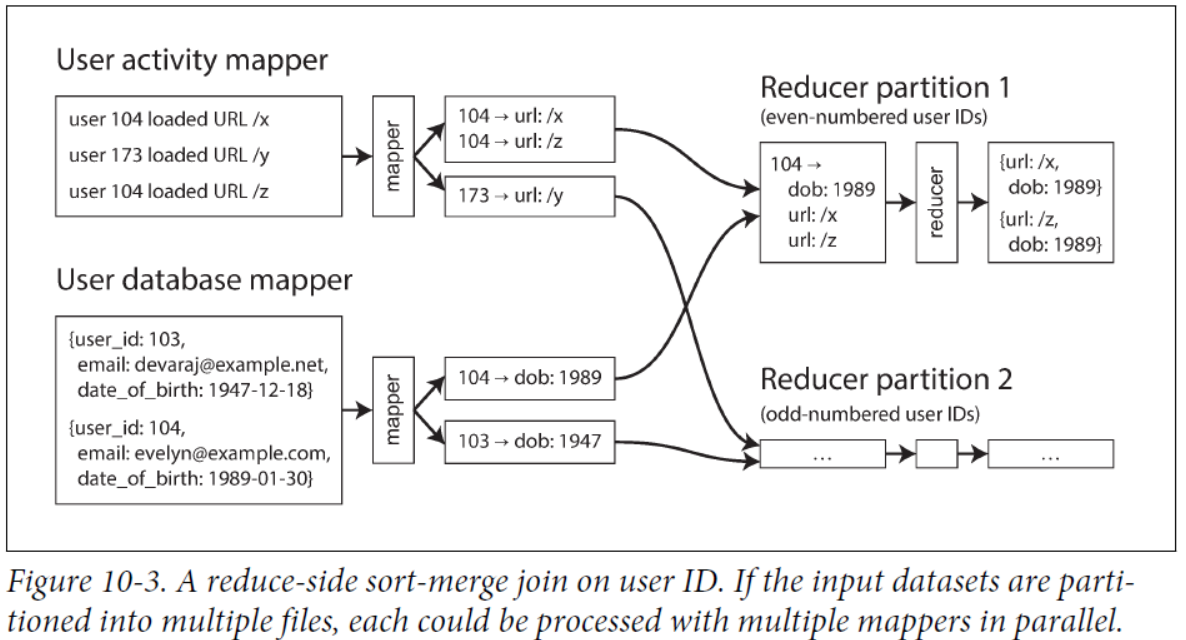 User activity mapper
user 104 loaded URL /x
user 173 loaded URL /y
user 104 loaded URL /z
mapper
104 → url: /x
104 → url: /z
173 → url: /y
User database mapper
{user_id: 103,
email: devaraj@example.net,
date_of_birth: 1947-12-18}
{user_id: 104,
email: evelyn@example.com,
date_of_birth: 1989-01-30}
mapper
104 → dob: 1989
103 → dob: 1947
Reducer partition 1
(even-numbered user IDs)
104 →
dob: 1989
url: /x
url: /z
reducer
{url: /x,
dob: 1989}
{url: /z,
dob: 1989}
Reducer partition 2
(odd-numbered user IDs)
...
...
Figure 10-3. A reduce-side sort-merge join on user ID. If the input datasets are parti-
tioned into multiple files, each could be processed with multiple mappers in parallel.